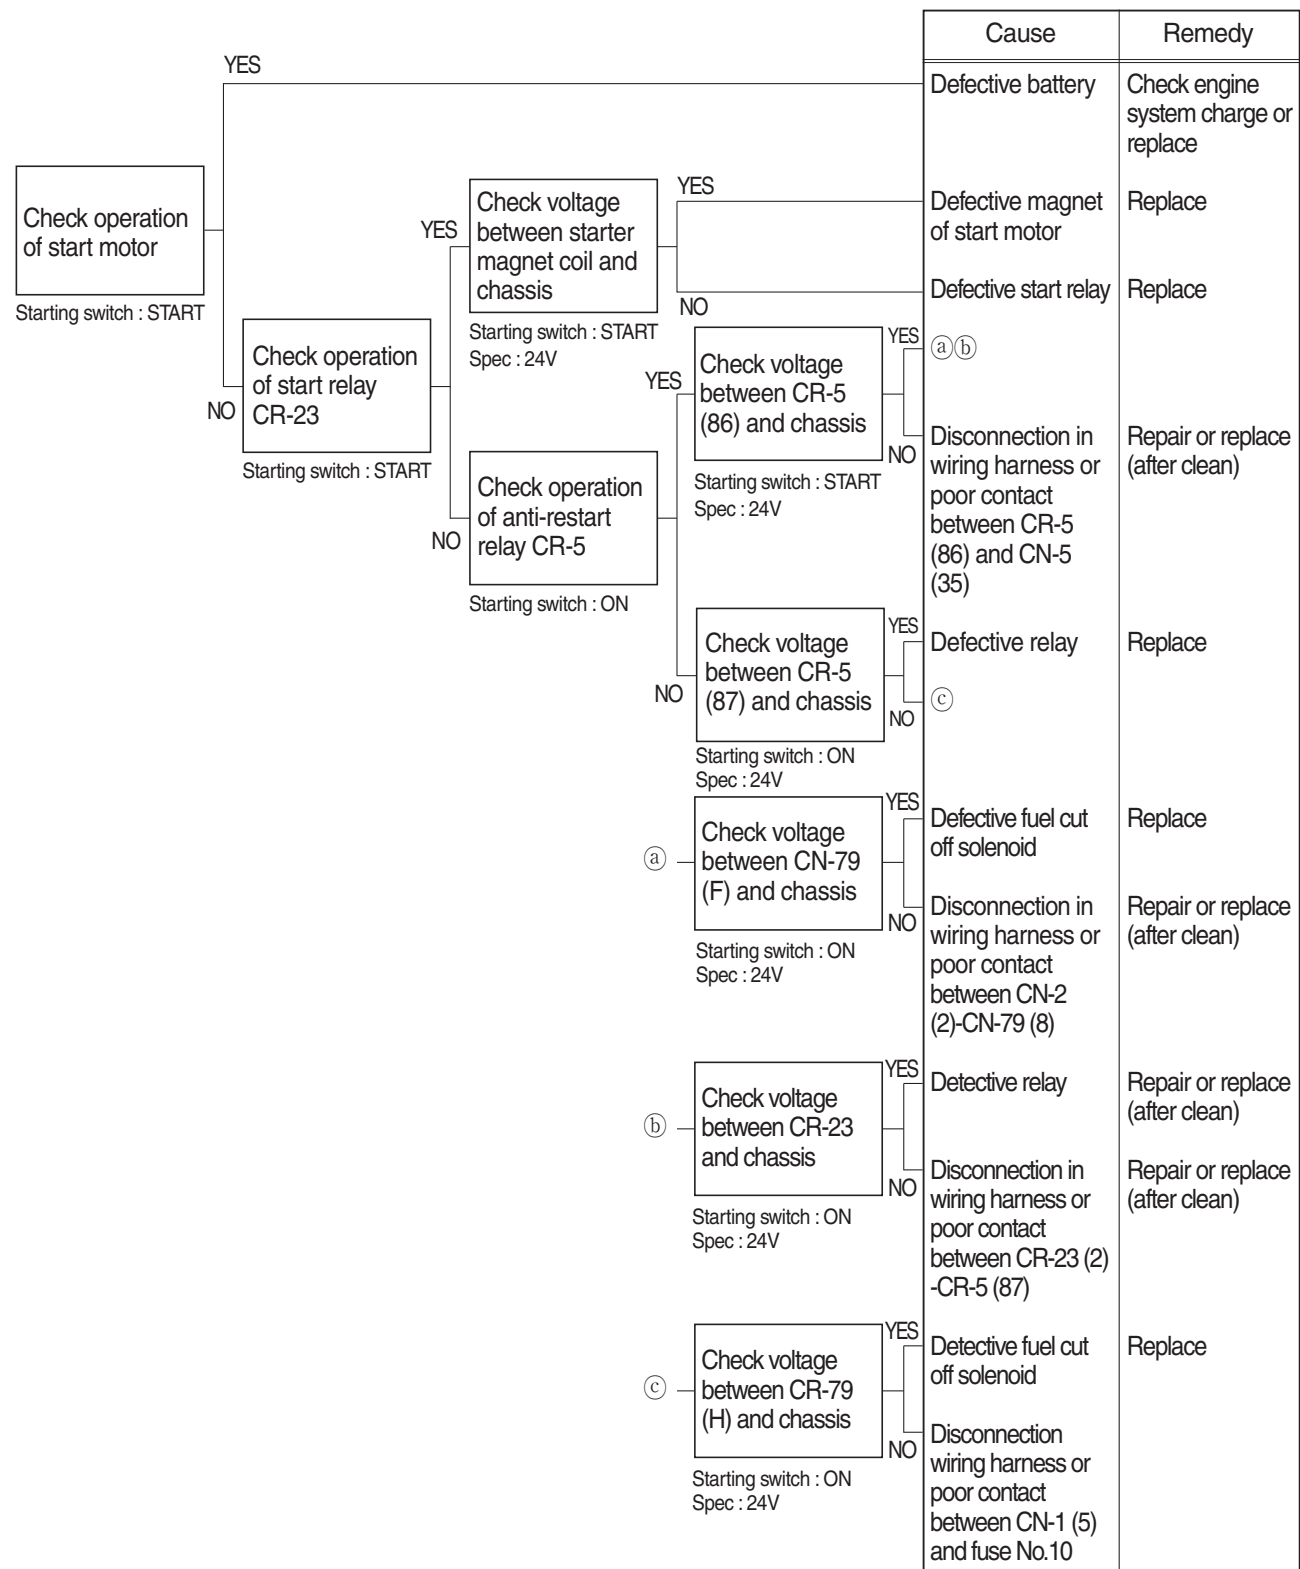 Cause
Remedy
YES
Defective battery
Check engine
system charge or
replace
Check operation
of start motor
Starting switch : START
YES
Check voltage
between starter
magnet coil and
chassis
Starting switch : START
Spec : 24V
YES
Defective magnet
of start motor
Replace
NO
Defective start relay
Replace
NO
Check operation
of start relay
CR-23
Starting switch : START
NO
Check operation
of anti-restart
relay CR-5
Starting switch : ON
YES
Check voltage
between CR-5
(86) and chassis
Starting switch : START
Spec : 24V
YES
ⓐⓑ
NO
Disconnection in
wiring harness or
poor contact
between CR-5
(86) and CN-5
(35)
Repair or replace
(after clean)
NO
Check voltage
between CR-5
(87) and chassis
Starting switch : ON
Spec : 24V
YES
Defective relay
Replace
NO
ⓒ
ⓐ
Check voltage
between CN-79
(F) and chassis
Starting switch : ON
Spec : 24V
YES
Defective fuel cut
off solenoid
Replace
NO
Disconnection in
wiring harness or
poor contact
between CN-2
(2)-CN-79 (8)
Repair or replace
(after clean)
ⓑ
Check voltage
between CR-23
and chassis
Starting switch : ON
Spec : 24V
YES
Detective relay
Repair or replace
(after clean)
NO
Disconnection in
wiring harness or
poor contact
between CR-23 (2)
-CR-5 (87)
Repair or replace
(after clean)
ⓒ
Check voltage
between CR-79
(H) and chassis
Starting switch : ON
Spec : 24V
YES
Detective fuel cut
off solenoid
Replace
NO
Disconnection
wiring harness or
poor contact
between CN-1 (5)
and fuse No.10